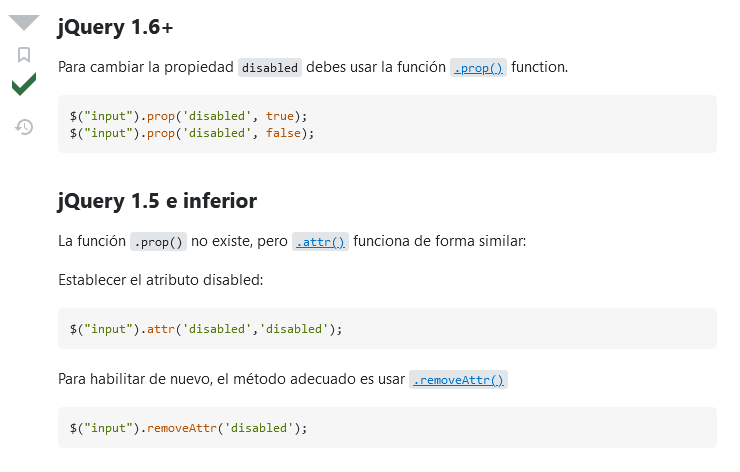 jQuery 1.6+
Para cambiar la propiedad disabled debes usar la función .prop() function.
$("input").prop('disabled', true);
$("input").prop('disabled', false);
jQuery 1.5 e inferior
La función .prop() no existe, pero .attr() funciona de forma similar:
Establecer el atributo disabled:
$("input").attr('disabled','disabled');
Para habilitar de nuevo, el método adecuado es usar .removeAttr()
$("input").removeAttr('disabled');